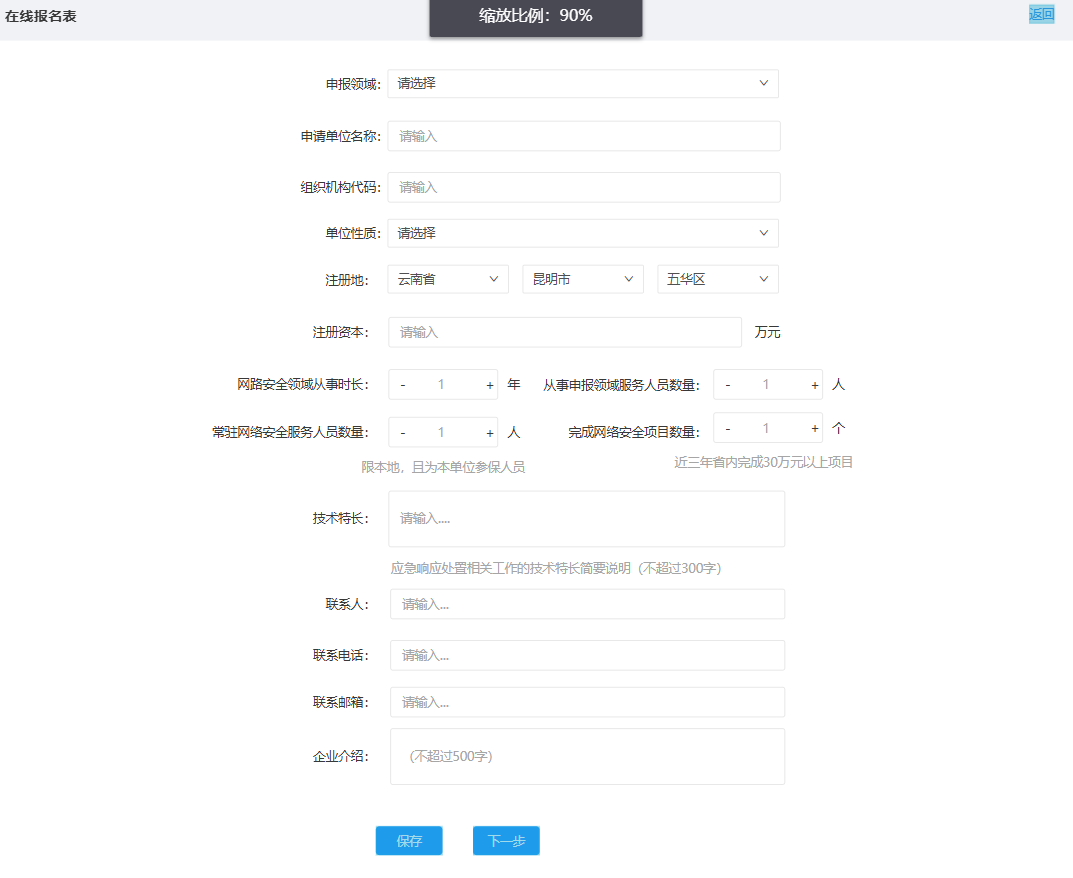 在线报名表
缩放比例：90%
返回
申报领域： 请选择
申请单位名称： 请输入
组织机构代码： 请输入
单位性质： 请选择
注册地： 云南省 昆明市 五华区
注册资本： 请输入 万元
网路安全领域从事时长： - 1 + 年 从事申报领域服务人员数量： - 1 + 人
常驻网络安全服务人员数量： - 1 + 人 完成网络安全项目数量： - 1 + 个
限本地，且为本单位参保人员 近三年省内完成30万元以上项目
技术特长： 请输入....
应急响应处置相关工作的技术特长简要说明（不超过300字）
联系人： 请输入...
联系电话： 请输入...
联系邮箱： 请输入...
企业介绍： （不超过500字）
保存 下一步